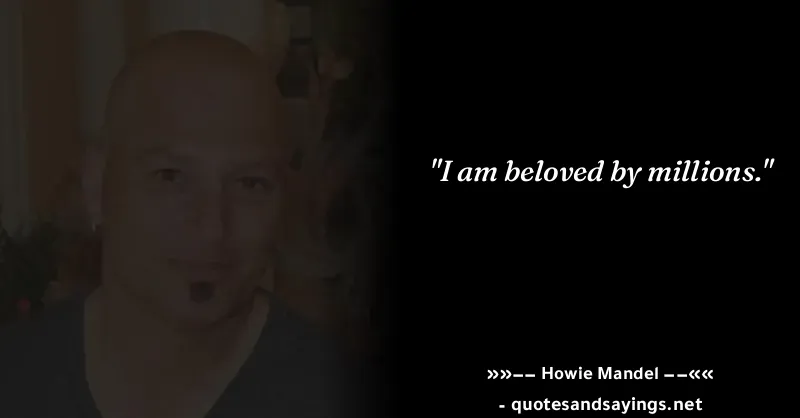 "I am beloved by millions."
»»–– Howie Mandel ––««
- quotesandsayings.net